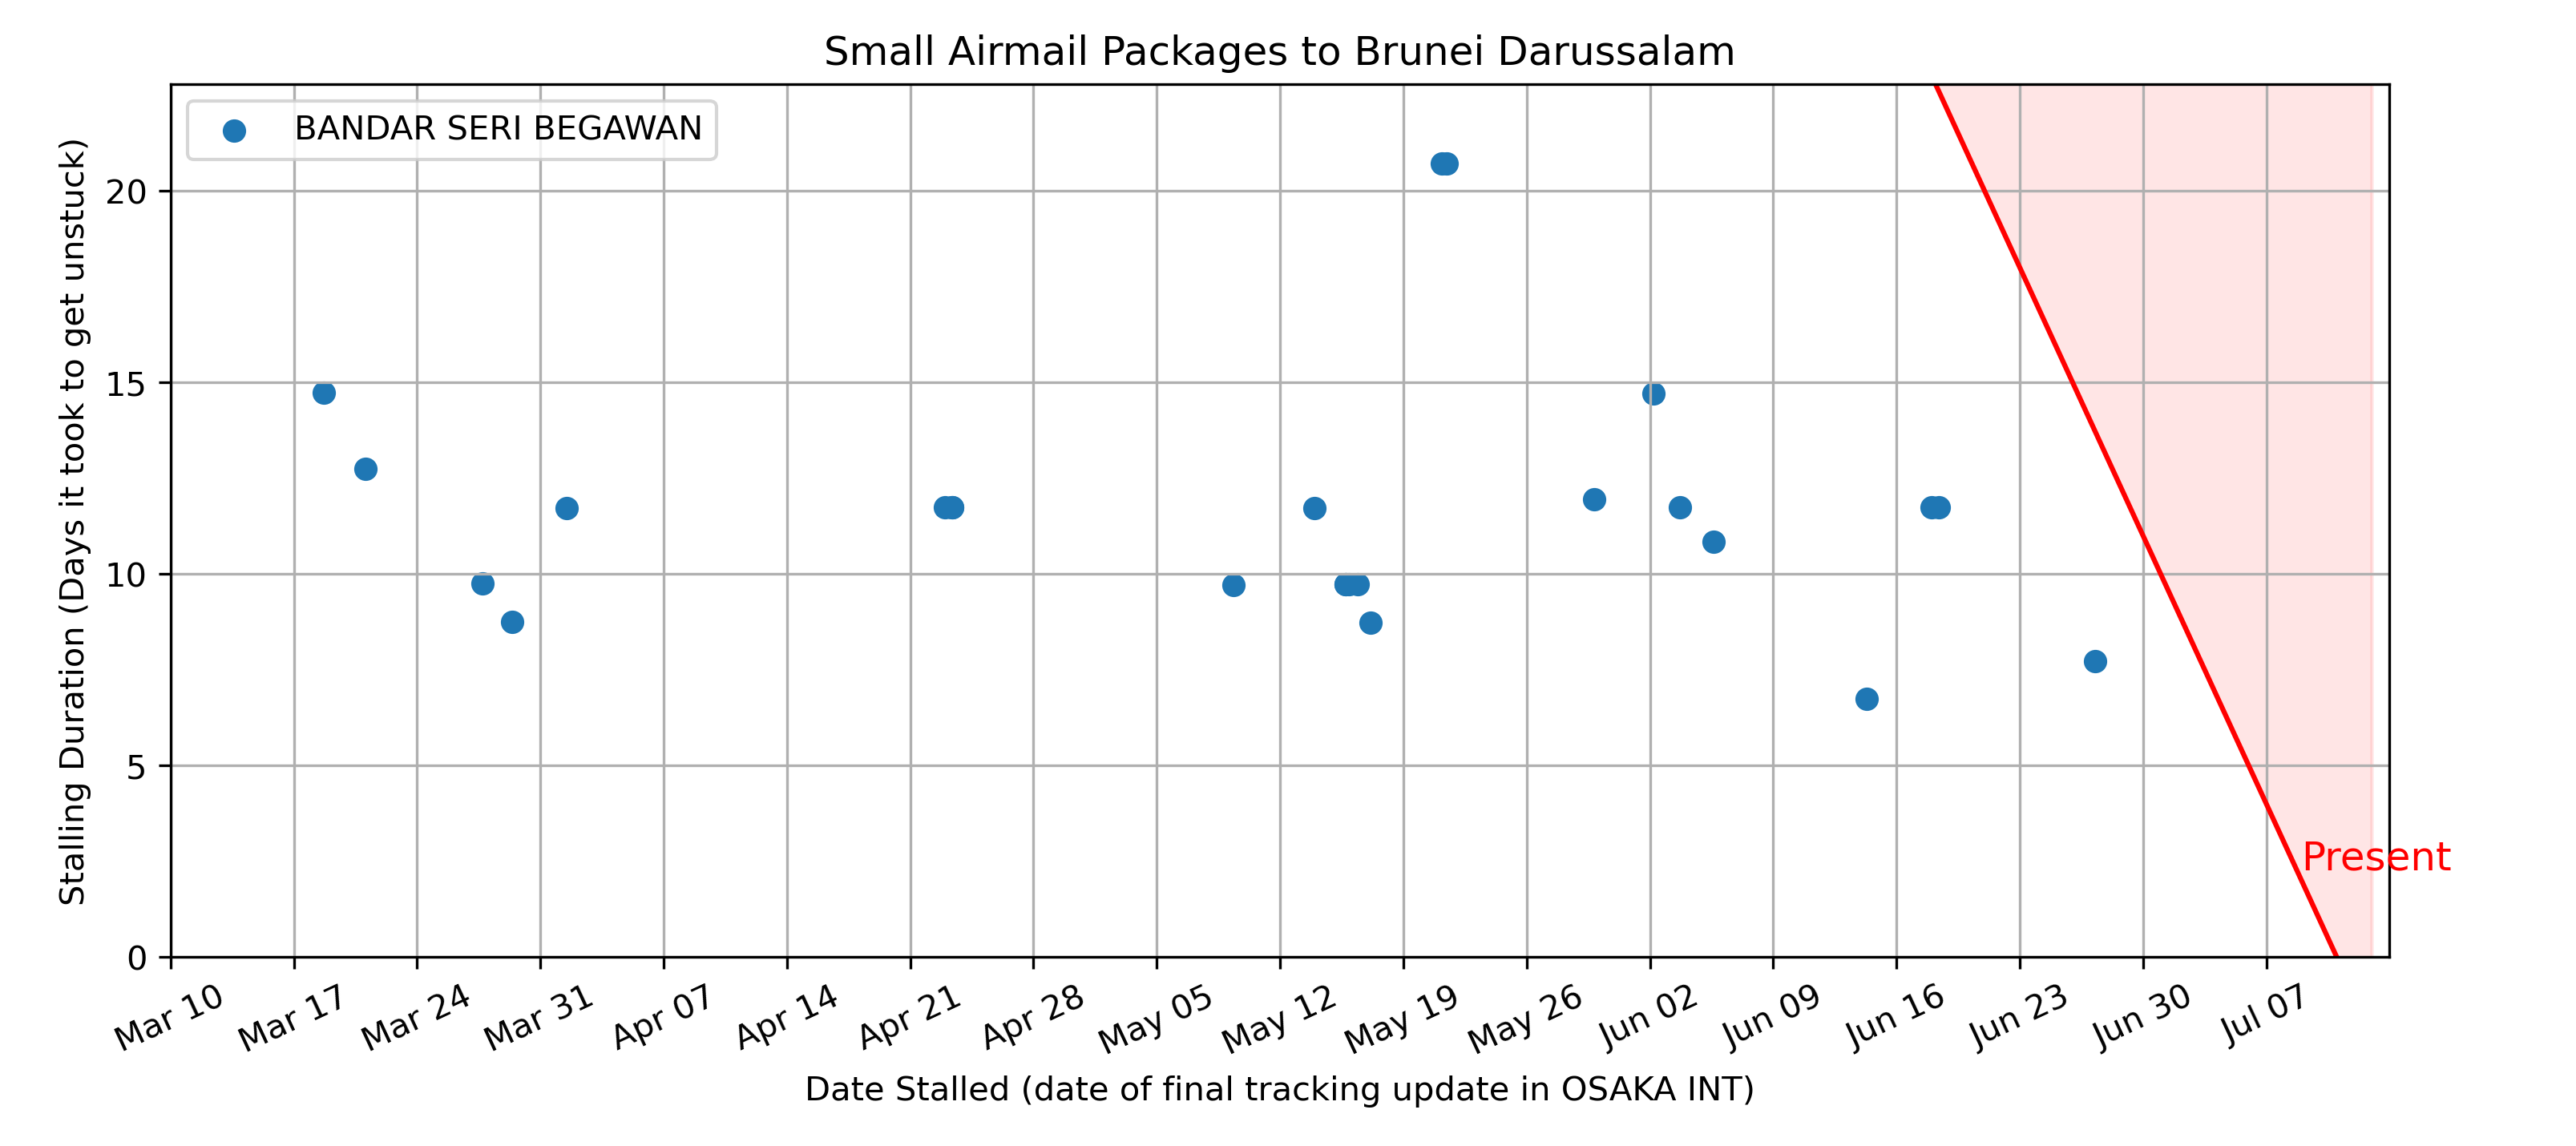 Small Airmail Packages to Brunei Darussalam
BANDAR SERI BEGAWAN
Stalling Duration (Days it took to get unstuck)
20
15
10
5
0
Present
Mar 10
Mar 17
Mar 24
Mar 31
Apr 07
Apr 14
Apr 21
Apr 28
May 05
May 12
May 19
May 26
Jun 02
Jun 09
Jun 16
Jun 23
Jun 30
Jul 07
Date Stalled (date of final tracking update in OSAKA INT)